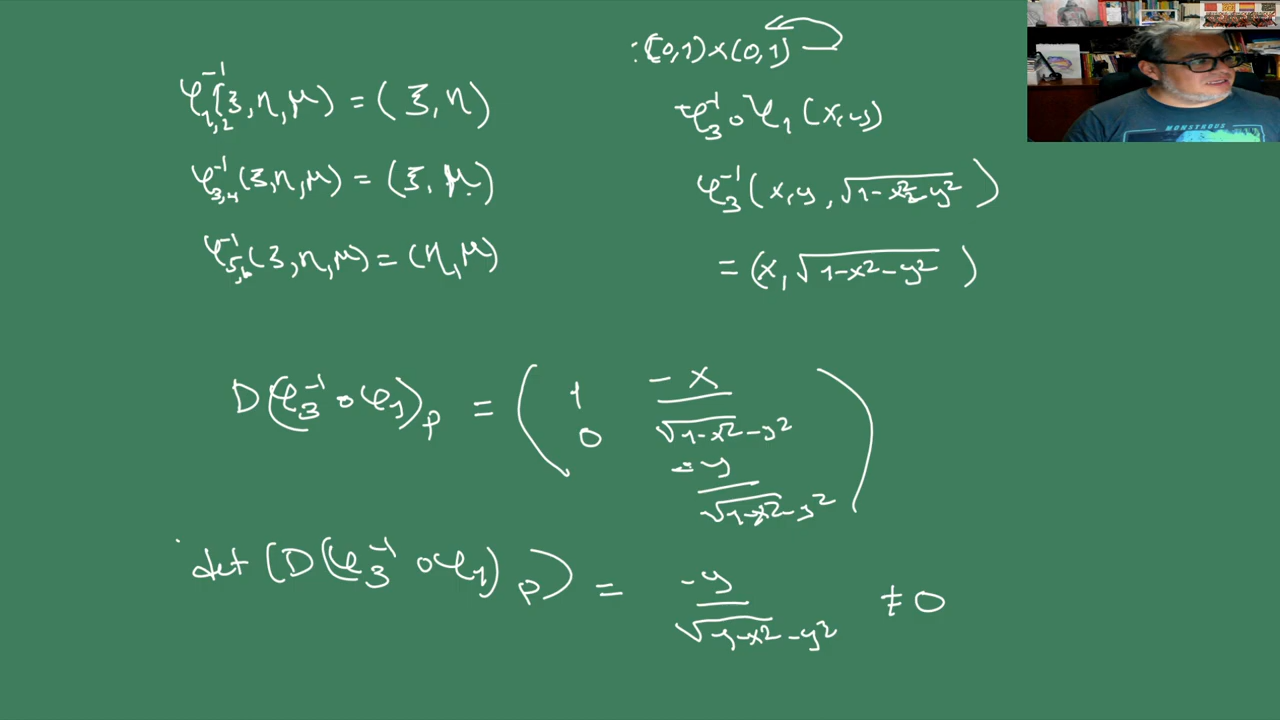 φ₁,₂⁻¹(ξ,η,μ) = (ξ,η)
φ₃,₄⁻¹(ξ,η,μ) = (ξ,μ)
φ₅,₆⁻¹(ξ,η,μ) = (η,μ)
:(0,1)×(0,1)
φ₃⁻¹∘φ₁(x,y)
φ₃⁻¹(x,y,√(1-x²-y²))
= (x,√(1-x²-y²))
D(φ₃⁻¹∘φ₁)ₚ = (1 -x/√(1-x²-y²)
0 -y/√(1-x²-y²))
det(D(φ₃⁻¹∘φ₁)ₚ) = -y/√(1-x²-y²) ≠ 0
MONSTROUS